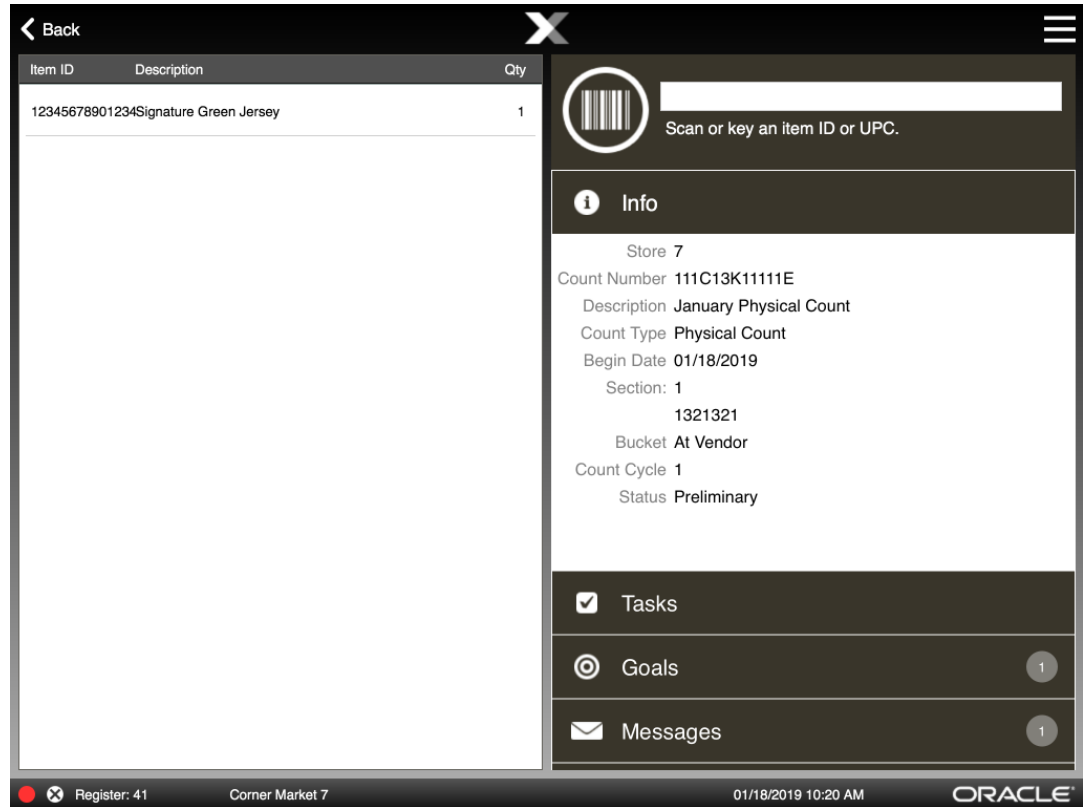 Back
Item ID Description Qty
12345678901234Signature Green Jersey 1
Scan or key an item ID or UPC.
Info
Store 7
Count Number 111C13K11111E
Description January Physical Count
Count Type Physical Count
Begin Date 01/18/2019
Section: 1
1321321
Bucket At Vendor
Count Cycle 1
Status Preliminary
Tasks
Goals 1
Messages 1
Register: 41 Corner Market 7 01/18/2019 10:20 AM ORACLE